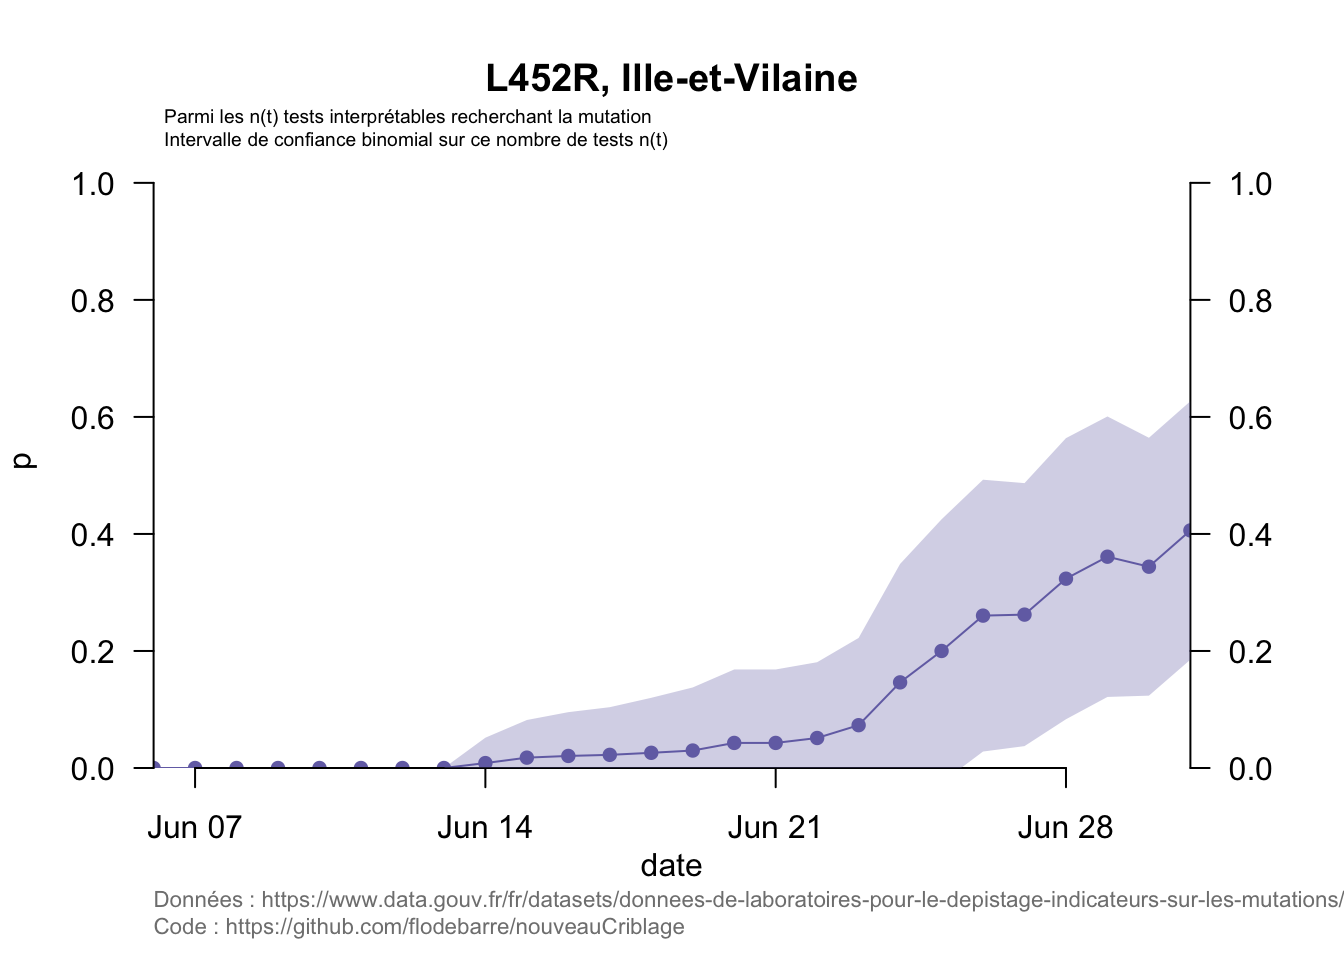 L452R, Ille-et-Vilaine
Parmi les n(t) tests interprétables recherchant la mutation
Intervalle de confiance binomial sur ce nombre de tests n(t)
1.0
0.8
0.6
0.4
0.2
0.0
p
1.0
0.8
0.6
0.4
0.2
0.0
Jun 07 Jun 14 Jun 21 Jun 28
date
Données : https://www.data.gouv.fr/fr/datasets/donnees-de-laboratoires-pour-le-depistage-indicateurs-sur-les-mutations/
Code : https://github.com/flodebarre/nouveauCriblage